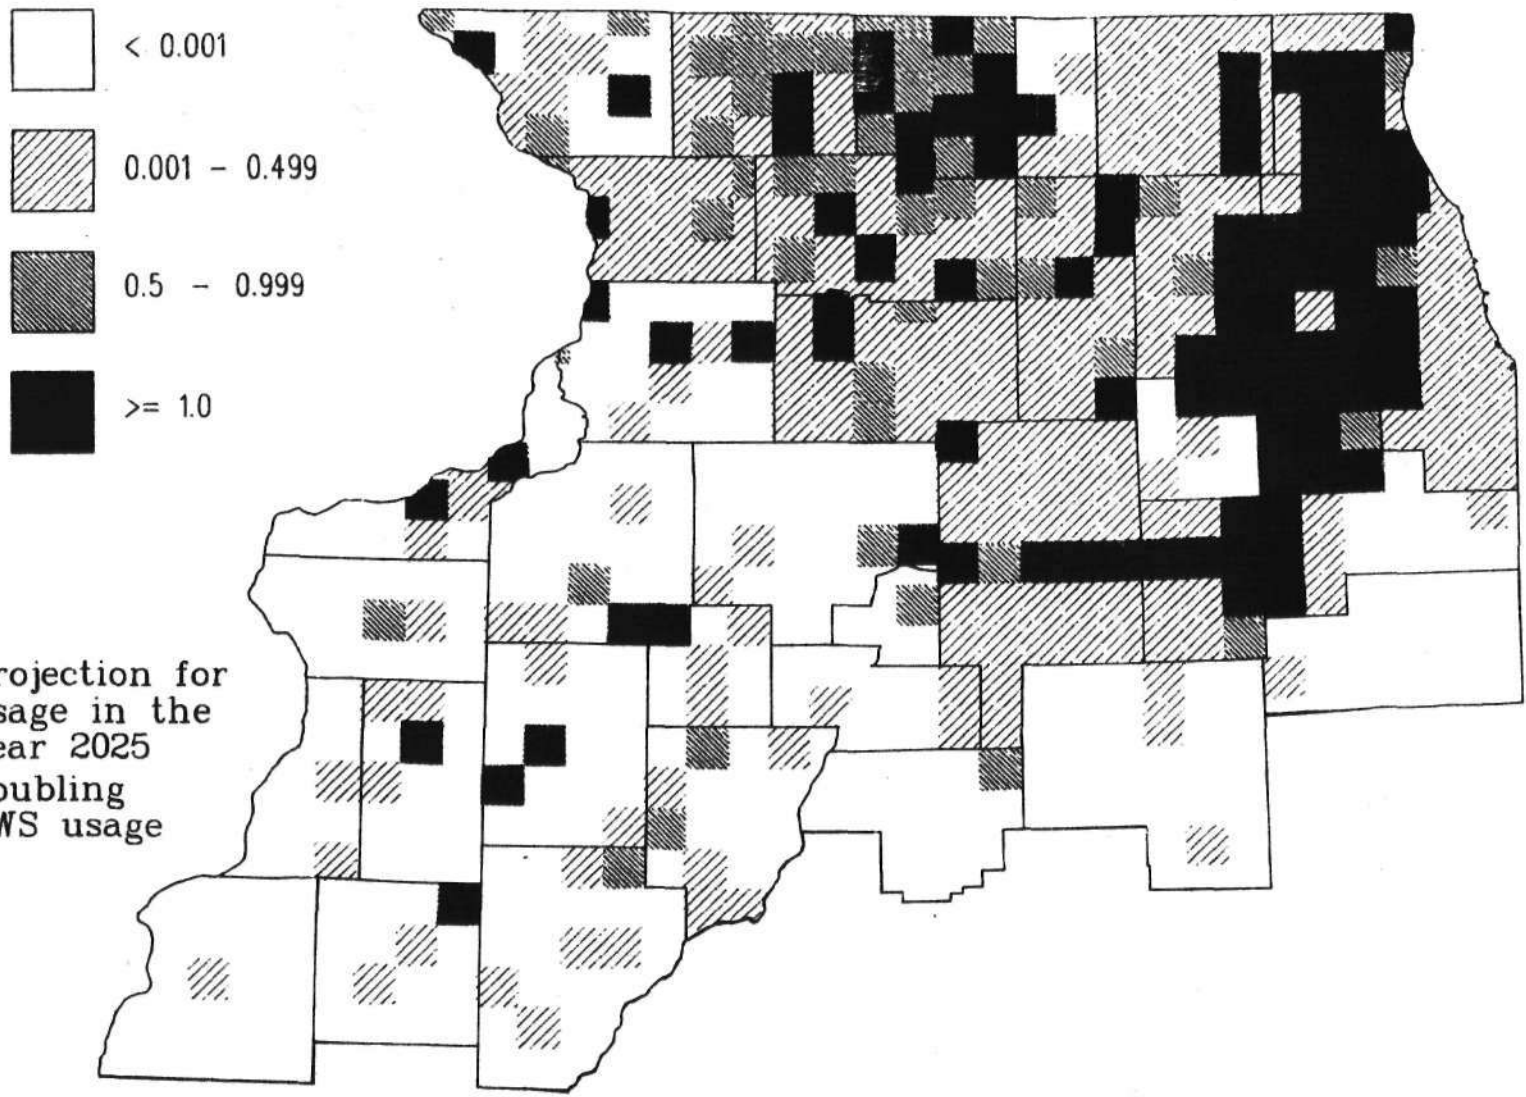 < 0.001
0.001 - 0.499
0.5 - 0.999
>= 1.0
rojection for
sage in the
ear 2025
oubling
WS usage